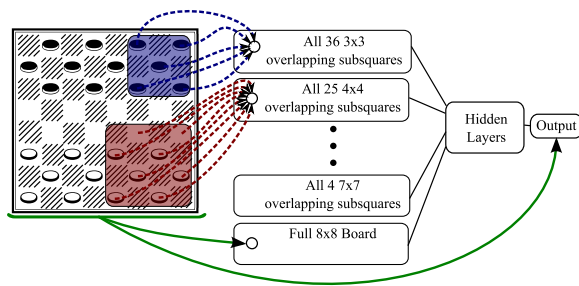 All 36 3x3
overlapping subsquares
All 25 4x4
overlapping subsquares
All 4 7x7
overlapping subsquares
Full 8x8 Board
Hidden
Layers
Output